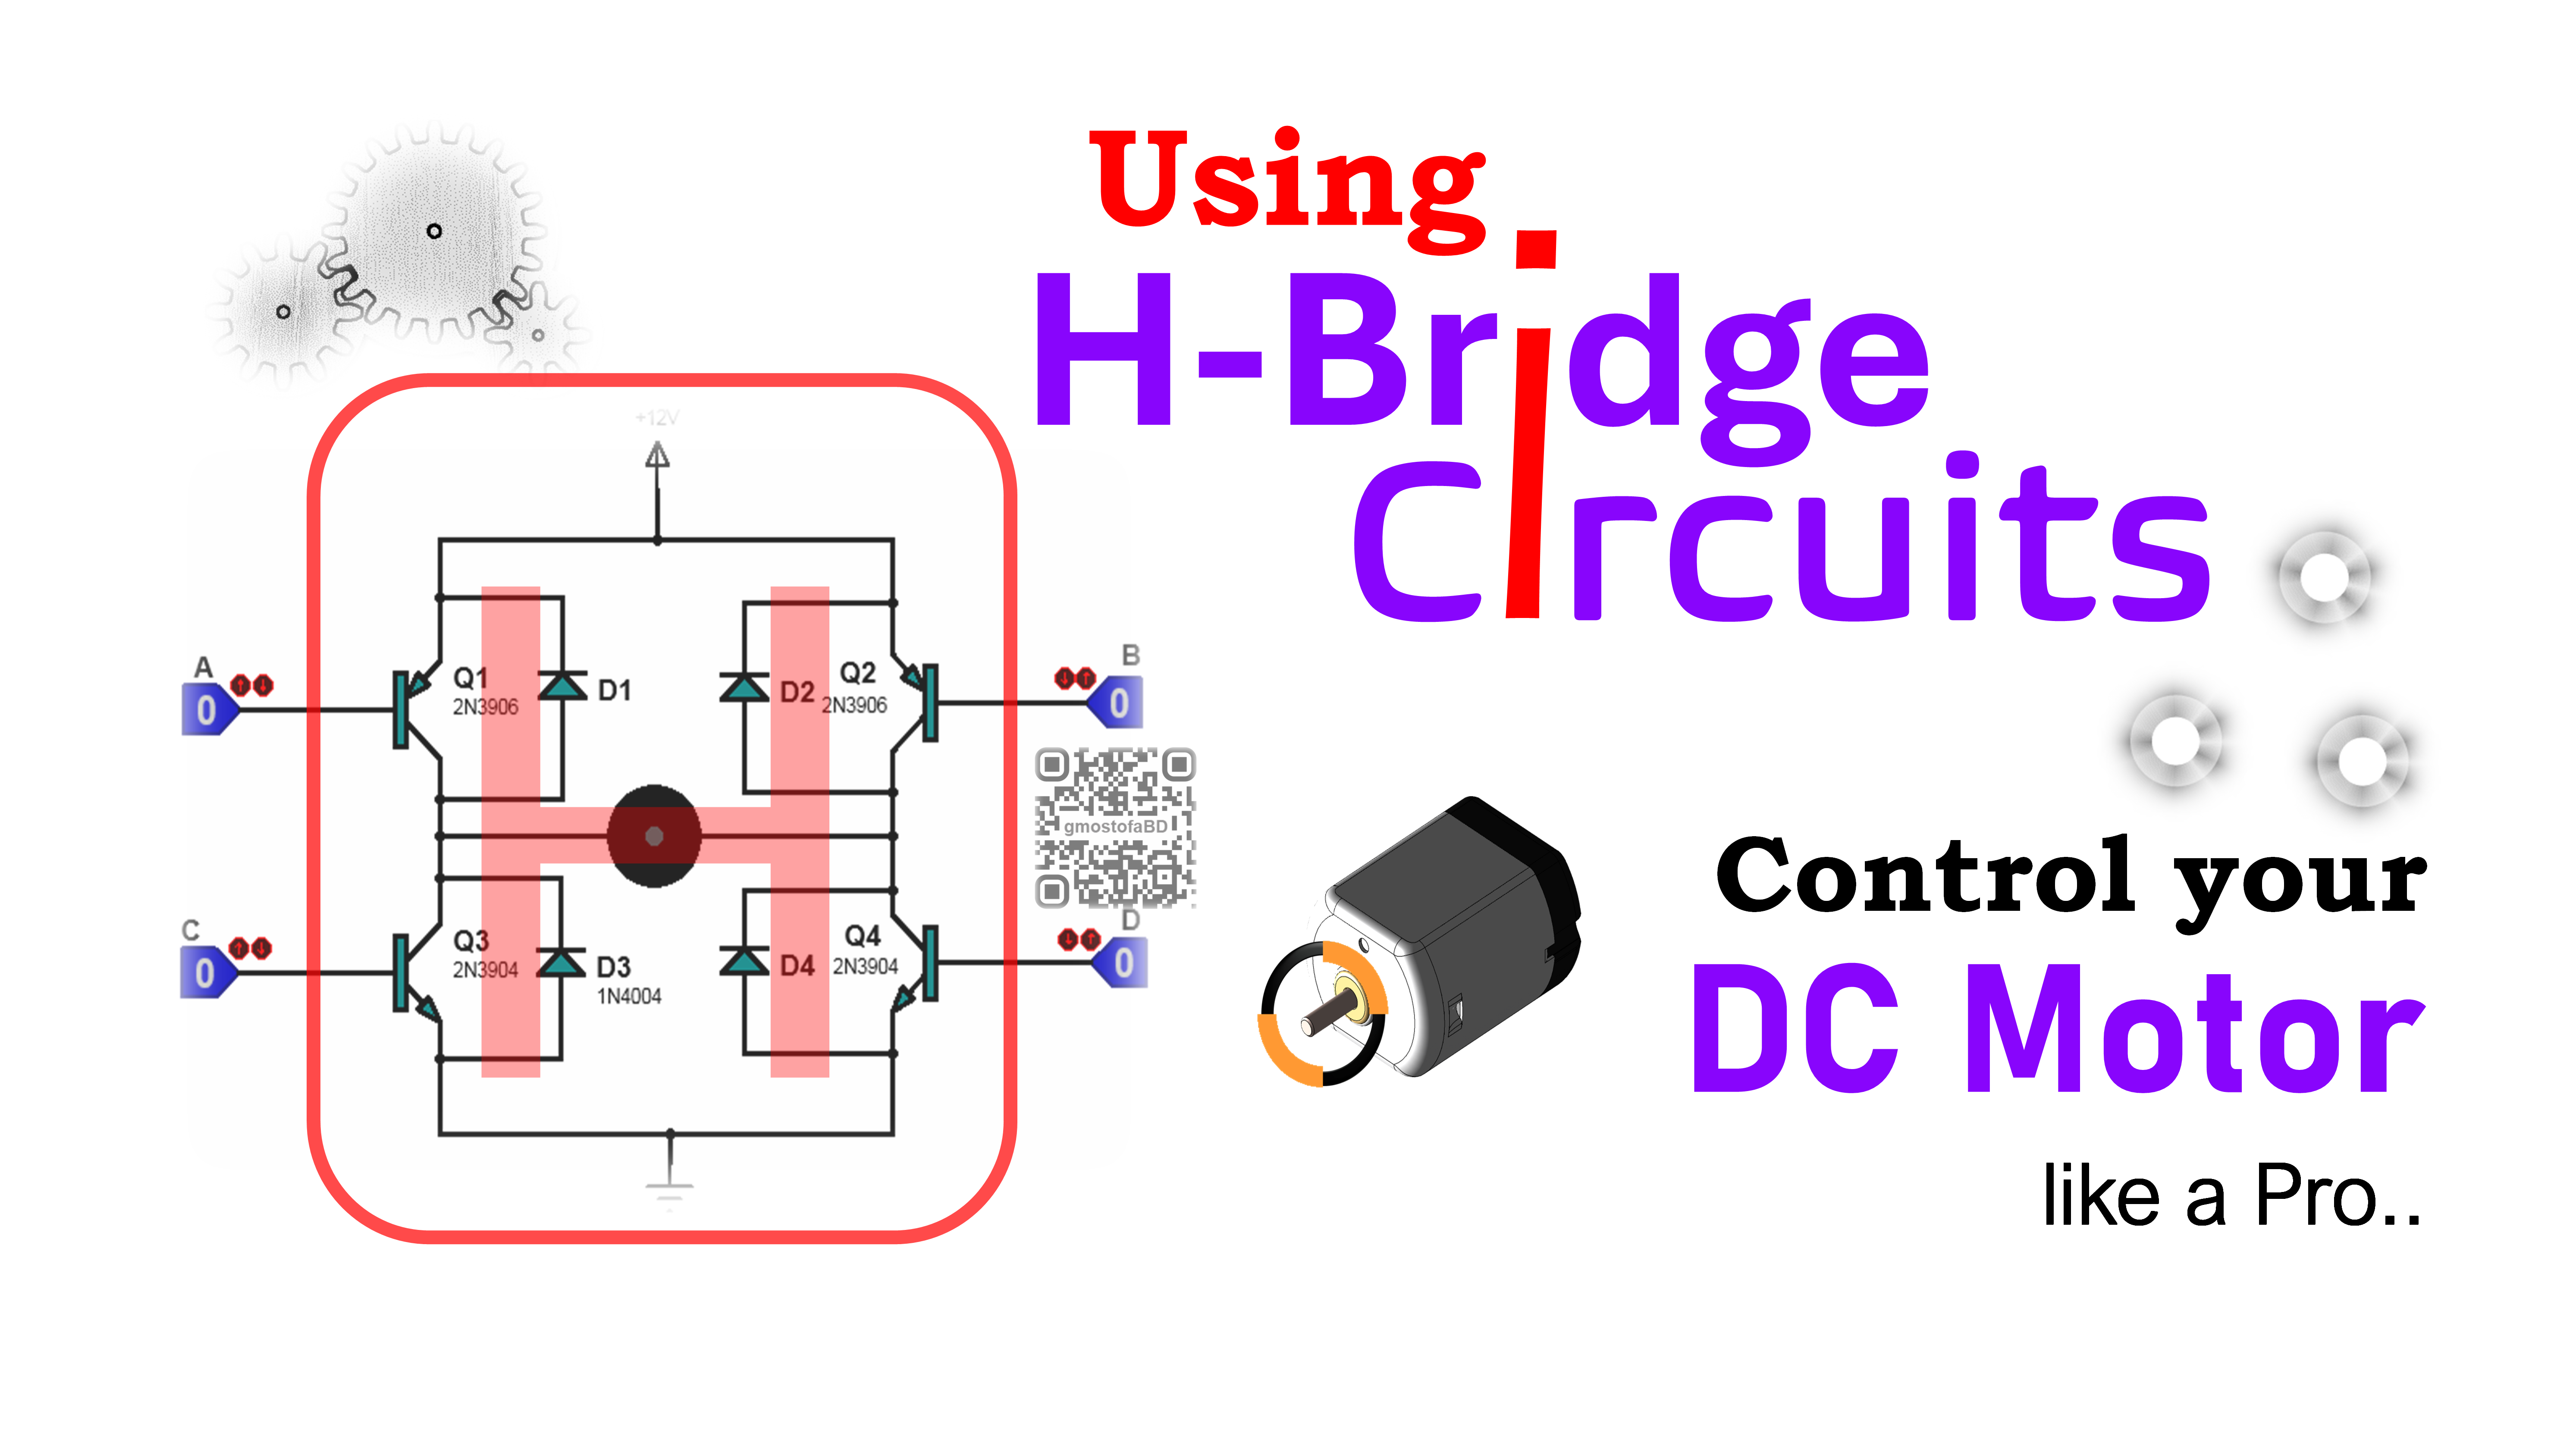 Using
H-Bridge
Circuits
+12V
A
0
Q1
2N3906
D1
D2
Q2
2N3906
B
0
gmostofaBD
C
0
Q3
2N3904
D3
1N4004
D4
Q4
2N3904
D
0
Control your
DC Motor
like a Pro..